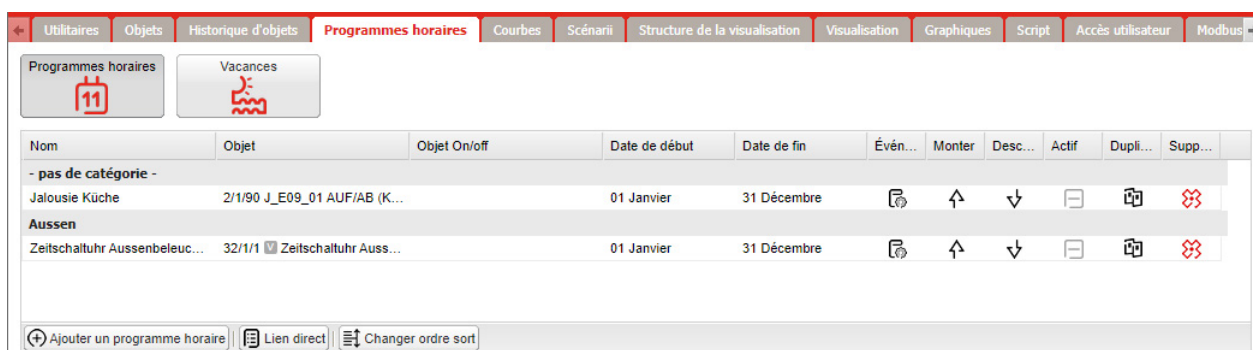 Utilitaires Objets Historique d'objets Programmes horaires Courbes Scénarii Structure de la visualisation Visualisation Graphiques Script Accès utilisateur Modbus
Programmes horaires Vacances
11
Nom Objet Objet On/off Date de début Date de fin Évén... Monter Desc... Actif Dupli... Supp...
- pas de catégorie -
Jalousie Küche 2/1/90 J_E09_01 AUF/AB (K... 01 Janvier 31 Décembre
Aussen
Zeitschaltuhr Aussenbeleuc... 32/1/1 V Zeitschaltuhr Auss... 01 Janvier 31 Décembre
Ajouter un programme horaire Lien direct Changer ordre sort